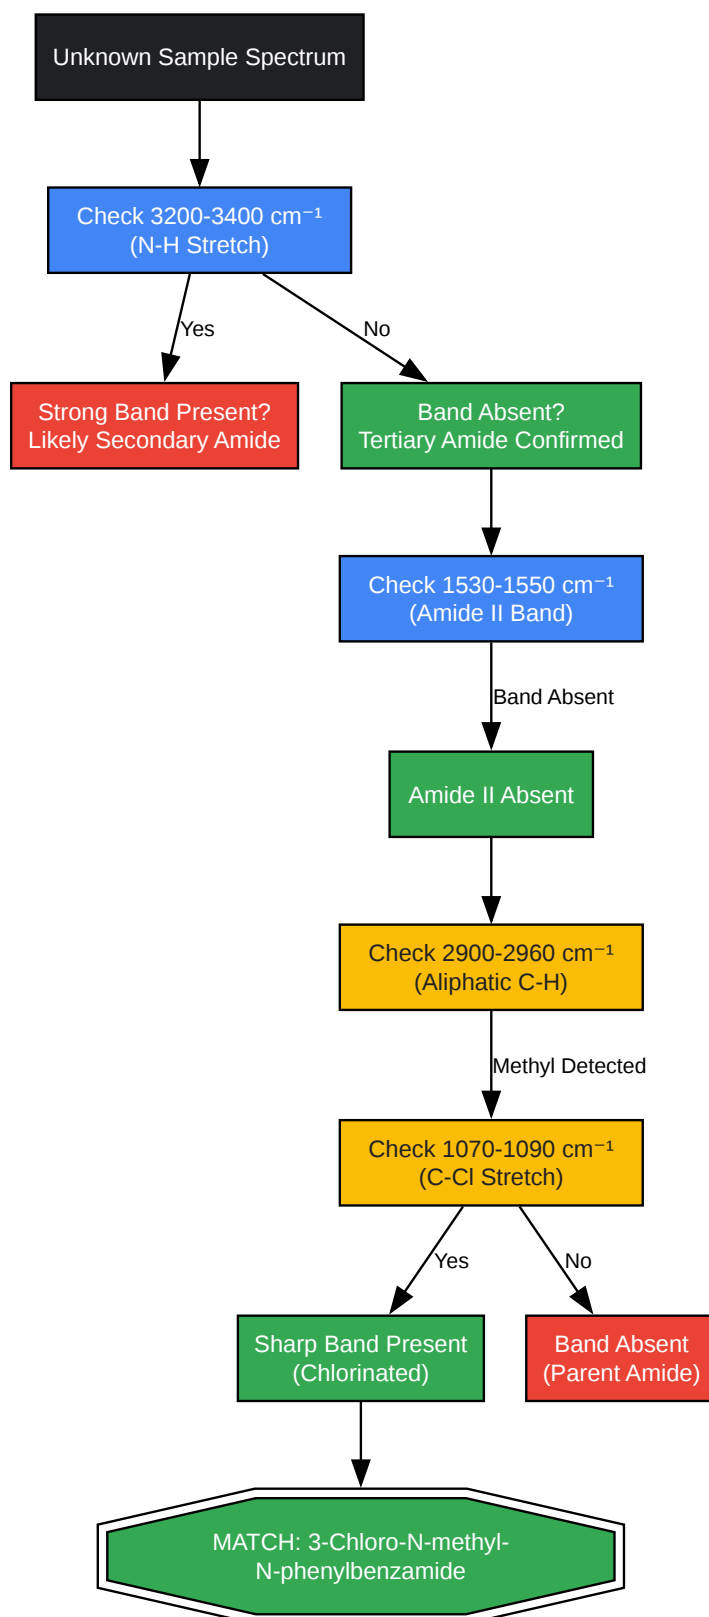 Unknown Sample Spectrum
Check 3200-3400 cm⁻¹
(N-H Stretch)
Yes
No
Strong Band Present?
Likely Secondary Amide
Band Absent?
Tertiary Amide Confirmed
Check 1530-1550 cm⁻¹
(Amide II Band)
Band Absent
Amide II Absent
Check 2900-2960 cm⁻¹
(Aliphatic C-H)
Methyl Detected
Check 1070-1090 cm⁻¹
(C-Cl Stretch)
Yes
No
Sharp Band Present
(Chlorinated)
Band Absent
(Parent Amide)
MATCH: 3-Chloro-N-methyl-
N-phenylbenzamide